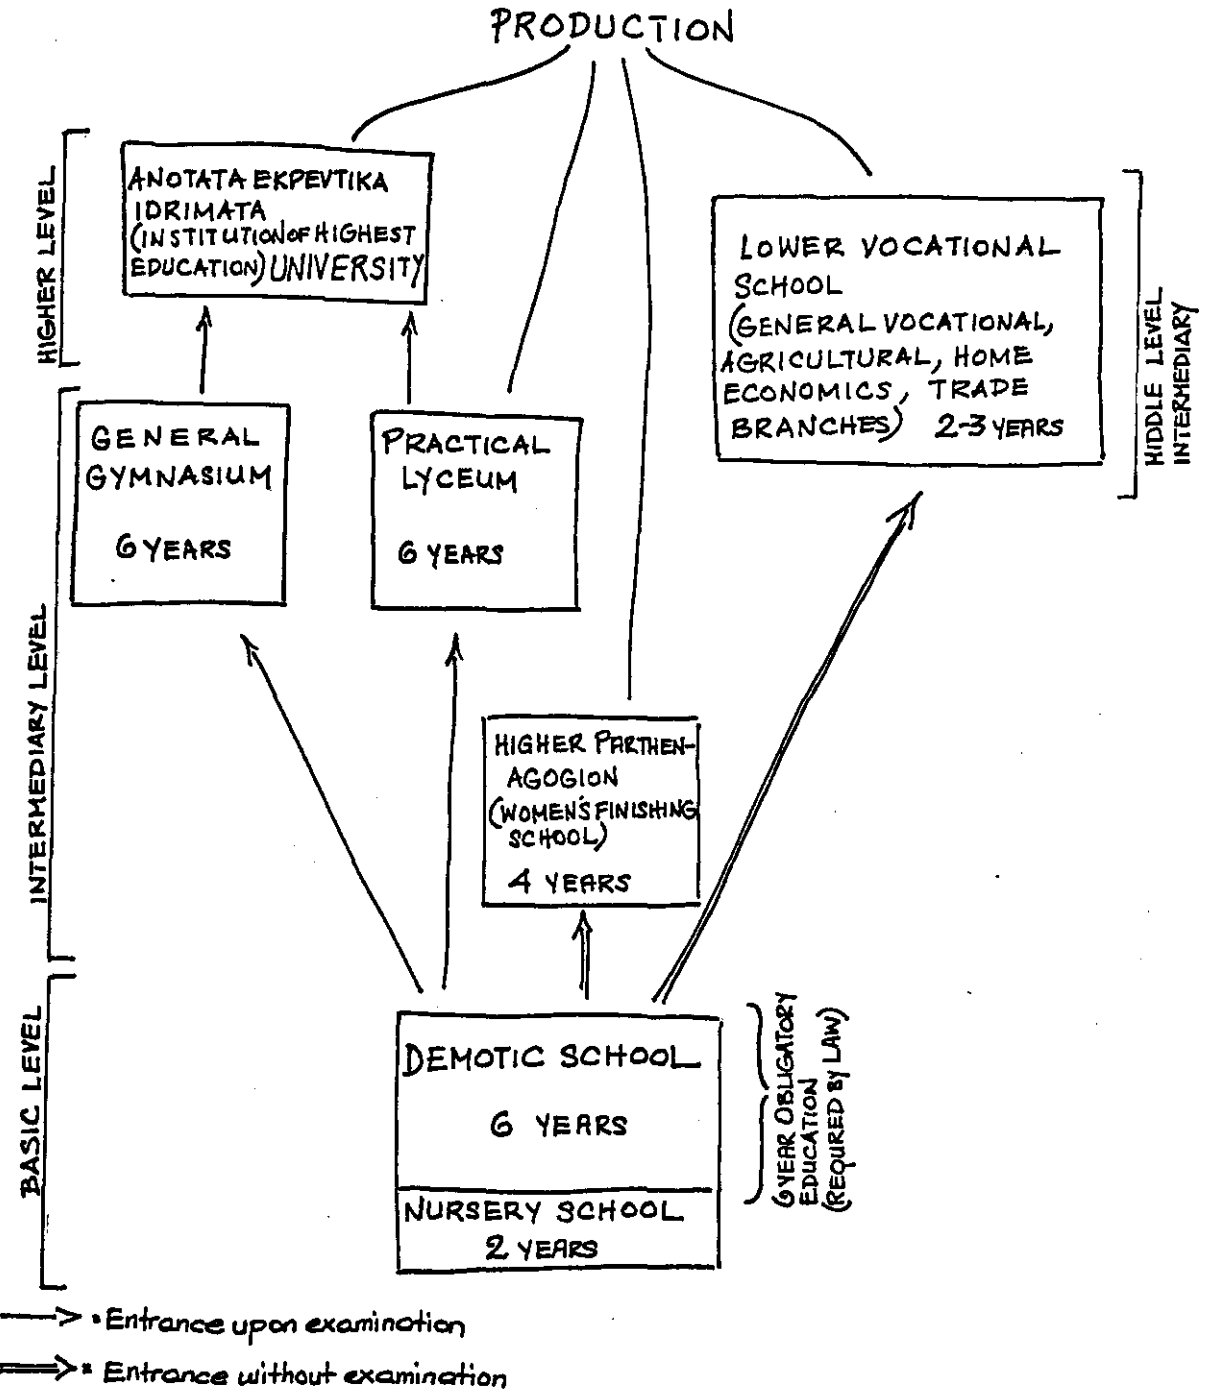 PRODUCTION
HIGHER LEVEL
ANOTATA EKPEVTIKA
IDRIMATA
(INSTITUTION OF HIGHEST
EDUCATION) UNIVERSITY
LOWER VOCATIONAL
SCHOOL
(GENERAL VOCATIONAL,
AGRICULTURAL, HOME
ECONOMICS, TRADE
BRANCHES) 2-3 YEARS
HIDDLE LEVEL
INTERMEDIARY
INTERMEDIARY LEVEL
GENERAL
GYMNASIUM
6 YEARS
PRACTICAL
LYCEUM
6 YEARS
HIGHER PARTHEN-
AGOGION
(WOMEN'S FINISHING
SCHOOL)
4 YEARS
BASIC LEVEL
DEMOTIC SCHOOL
6 YEARS
NURSERY SCHOOL
2 YEARS
6 YEAR OBLIGATORY
EDUCATION
(REQUIRED BY LAW)
Entrance upon examination
Entrance without examination